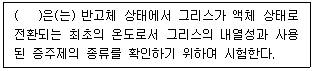 (   )은(는) 반고체 상태에서 그리스가 액체 상태로
전환되는 최초의 온도로서 그리스의 내열성과 사용
된 증주제의 종류를 확인하기 위하여 시험한다.